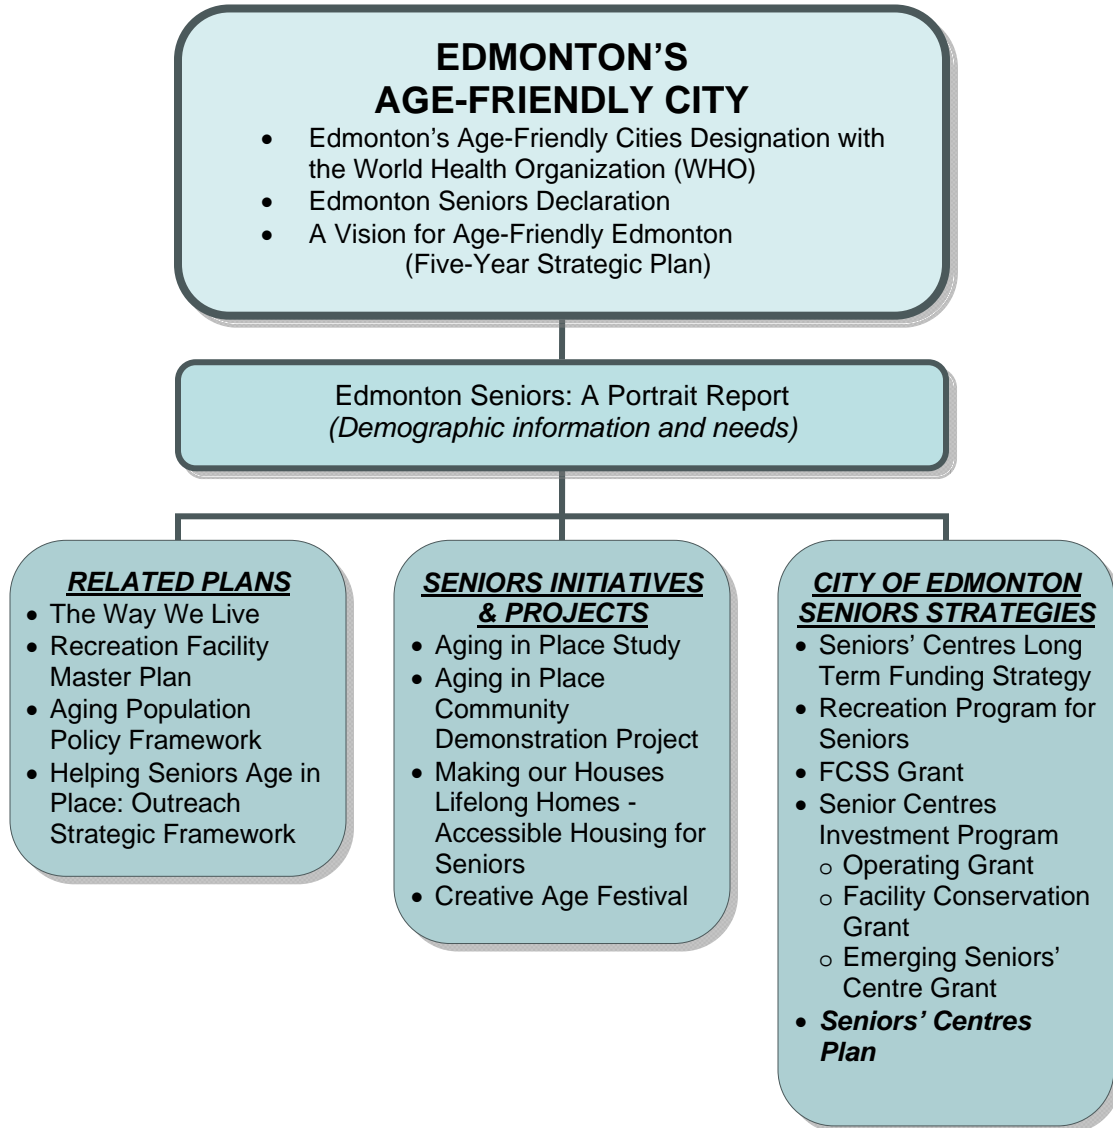 EDMONTON’S
AGE-FRIENDLY CITY
• Edmonton’s Age-Friendly Cities Designation with
the World Health Organization (WHO)
• Edmonton Seniors Declaration
• A Vision for Age-Friendly Edmonton
(Five-Year Strategic Plan)
Edmonton Seniors: A Portrait Report
(Demographic information and needs)
RELATED PLANS
• The Way We Live
• Recreation Facility
Master Plan
• Aging Population
Policy Framework
• Helping Seniors Age in
Place: Outreach
Strategic Framework
SENIORS INITIATIVES
& PROJECTS
• Aging in Place Study
• Aging in Place
Community
Demonstration Project
• Making our Houses
Lifelong Homes -
Accessible Housing for
Seniors
• Creative Age Festival
CITY OF EDMONTON
SENIORS STRATEGIES
• Seniors’ Centres Long
Term Funding Strategy
• Recreation Program for
Seniors
• FCSS Grant
• Senior Centres
Investment Program
o Operating Grant
o Facility Conservation
Grant
o Emerging Seniors’
Centre Grant
• Seniors’ Centres
Plan